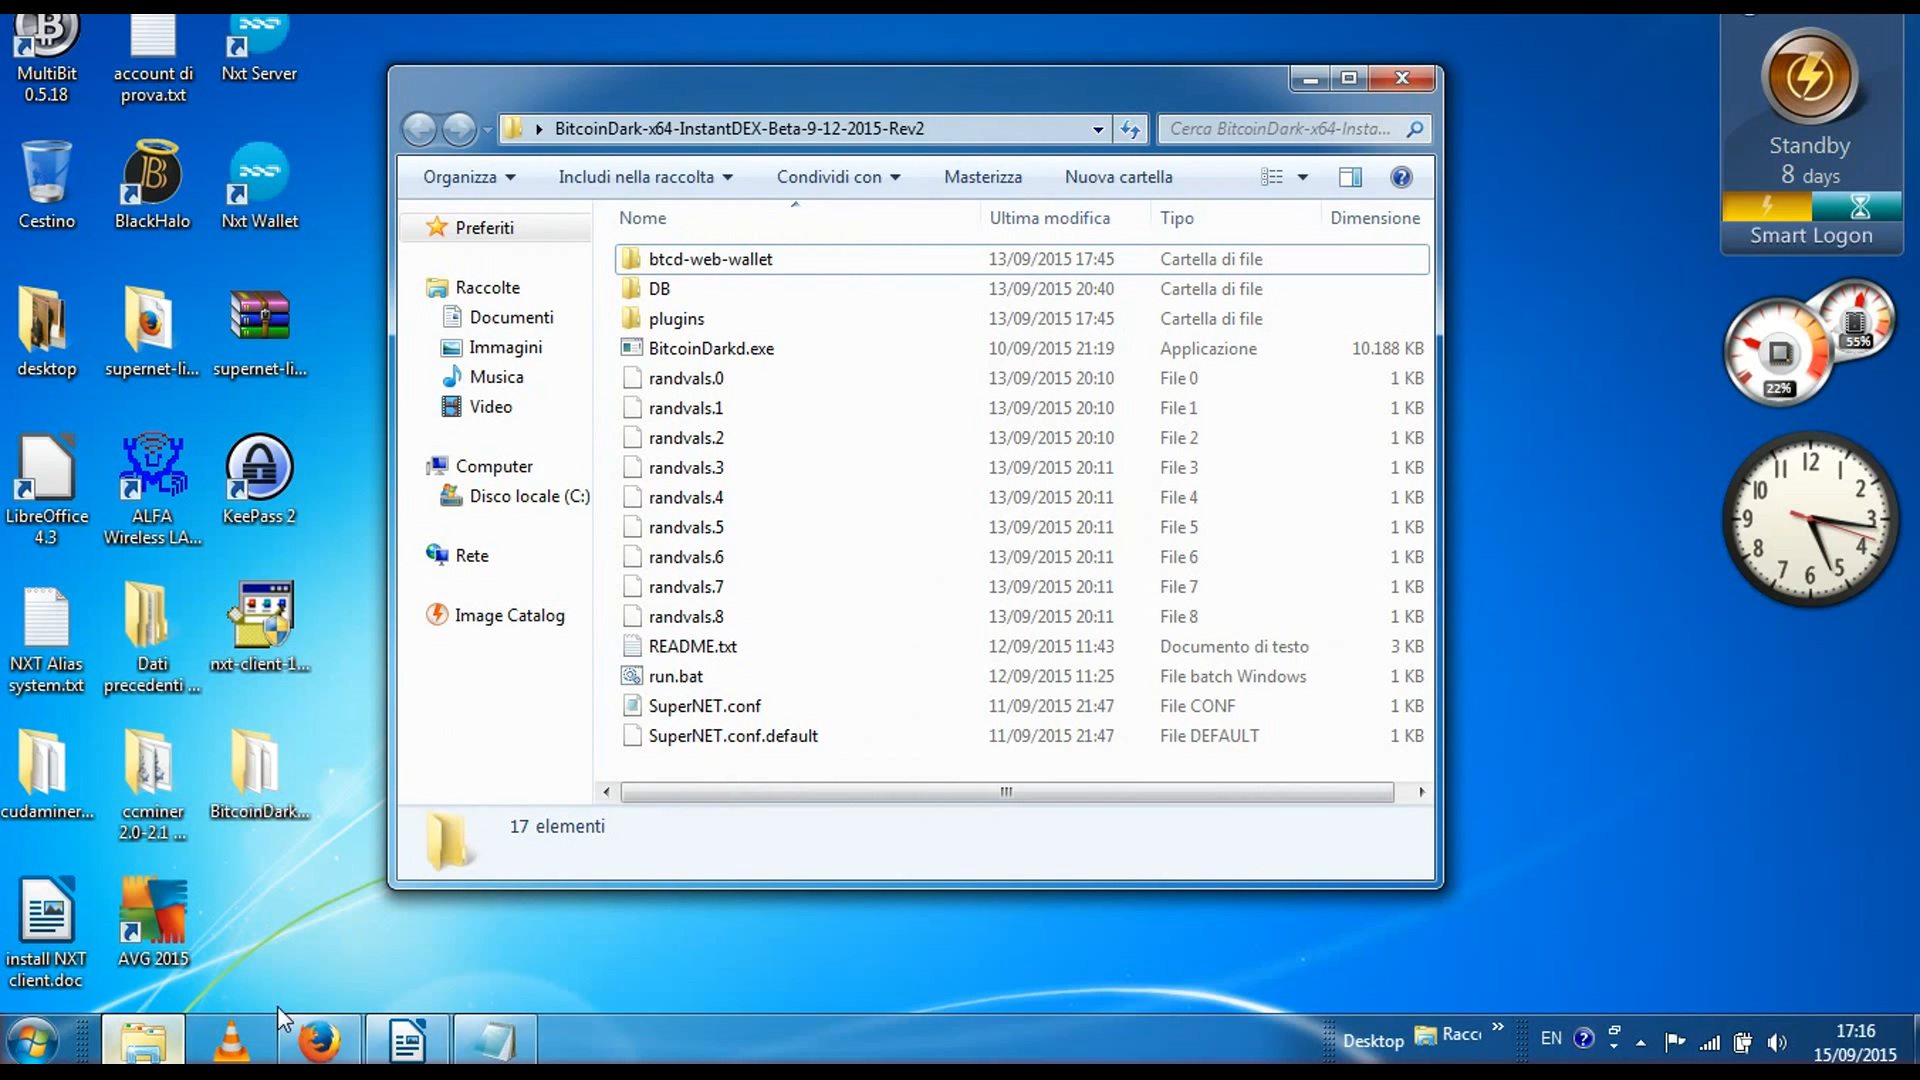 MultiBit
0.5.18
account di
prova.txt
Nxt Server
Cestino
BlackHalo
Nxt Wallet
desktop
supernet-li...
supernet-li...
LibreOffice
4.3
ALFA
Wireless LA...
KeePass 2
NXT Alias
system.txt
Dati
precedenti ...
nxt-client-1...
cudaminer...
ccminer
2.0-2.1 ...
BitcoinDark...
install NXT
client.doc
AVG 2015
BitcoinDark-x64-InstantDEX-Beta-9-12-2015-Rev2
Cerca BitcoinDark-x64-Insta...
Organizza
Includi nella raccolta
Condividi con
Masterizza
Nuova cartella
Preferiti
Raccolte
Documenti
Immagini
Musica
Video
Computer
Disco locale (C:)
Rete
Image Catalog
Nome Ultima modifica Tipo Dimensione
btcd-web-wallet 13/09/2015 17:45 Cartella di file
DB 13/09/2015 20:40 Cartella di file
plugins 13/09/2015 17:45 Cartella di file
BitcoinDarkd.exe 10/09/2015 21:19 Applicazione 10.188 KB
randvals.0 13/09/2015 20:10 File 0 1 KB
randvals.1 13/09/2015 20:10 File 1 1 KB
randvals.2 13/09/2015 20:10 File 2 1 KB
randvals.3 13/09/2015 20:11 File 3 1 KB
randvals.4 13/09/2015 20:11 File 4 1 KB
randvals.5 13/09/2015 20:11 File 5 1 KB
randvals.6 13/09/2015 20:11 File 6 1 KB
randvals.7 13/09/2015 20:11 File 7 1 KB
randvals.8 13/09/2015 20:11 File 8 1 KB
README.txt 12/09/2015 11:43 Documento di testo 3 KB
run.bat 12/09/2015 11:25 File batch Windows 1 KB
SuperNET.conf 11/09/2015 21:47 File CONF 1 KB
SuperNET.conf.default 11/09/2015 21:47 File DEFAULT 1 KB
17 elementi
Standby
8 days
Smart Logon
55%
22%
12
1
2
3
4
5
6
7
8
9
10
11
Desktop
Racco
EN
17:16
15/09/2015